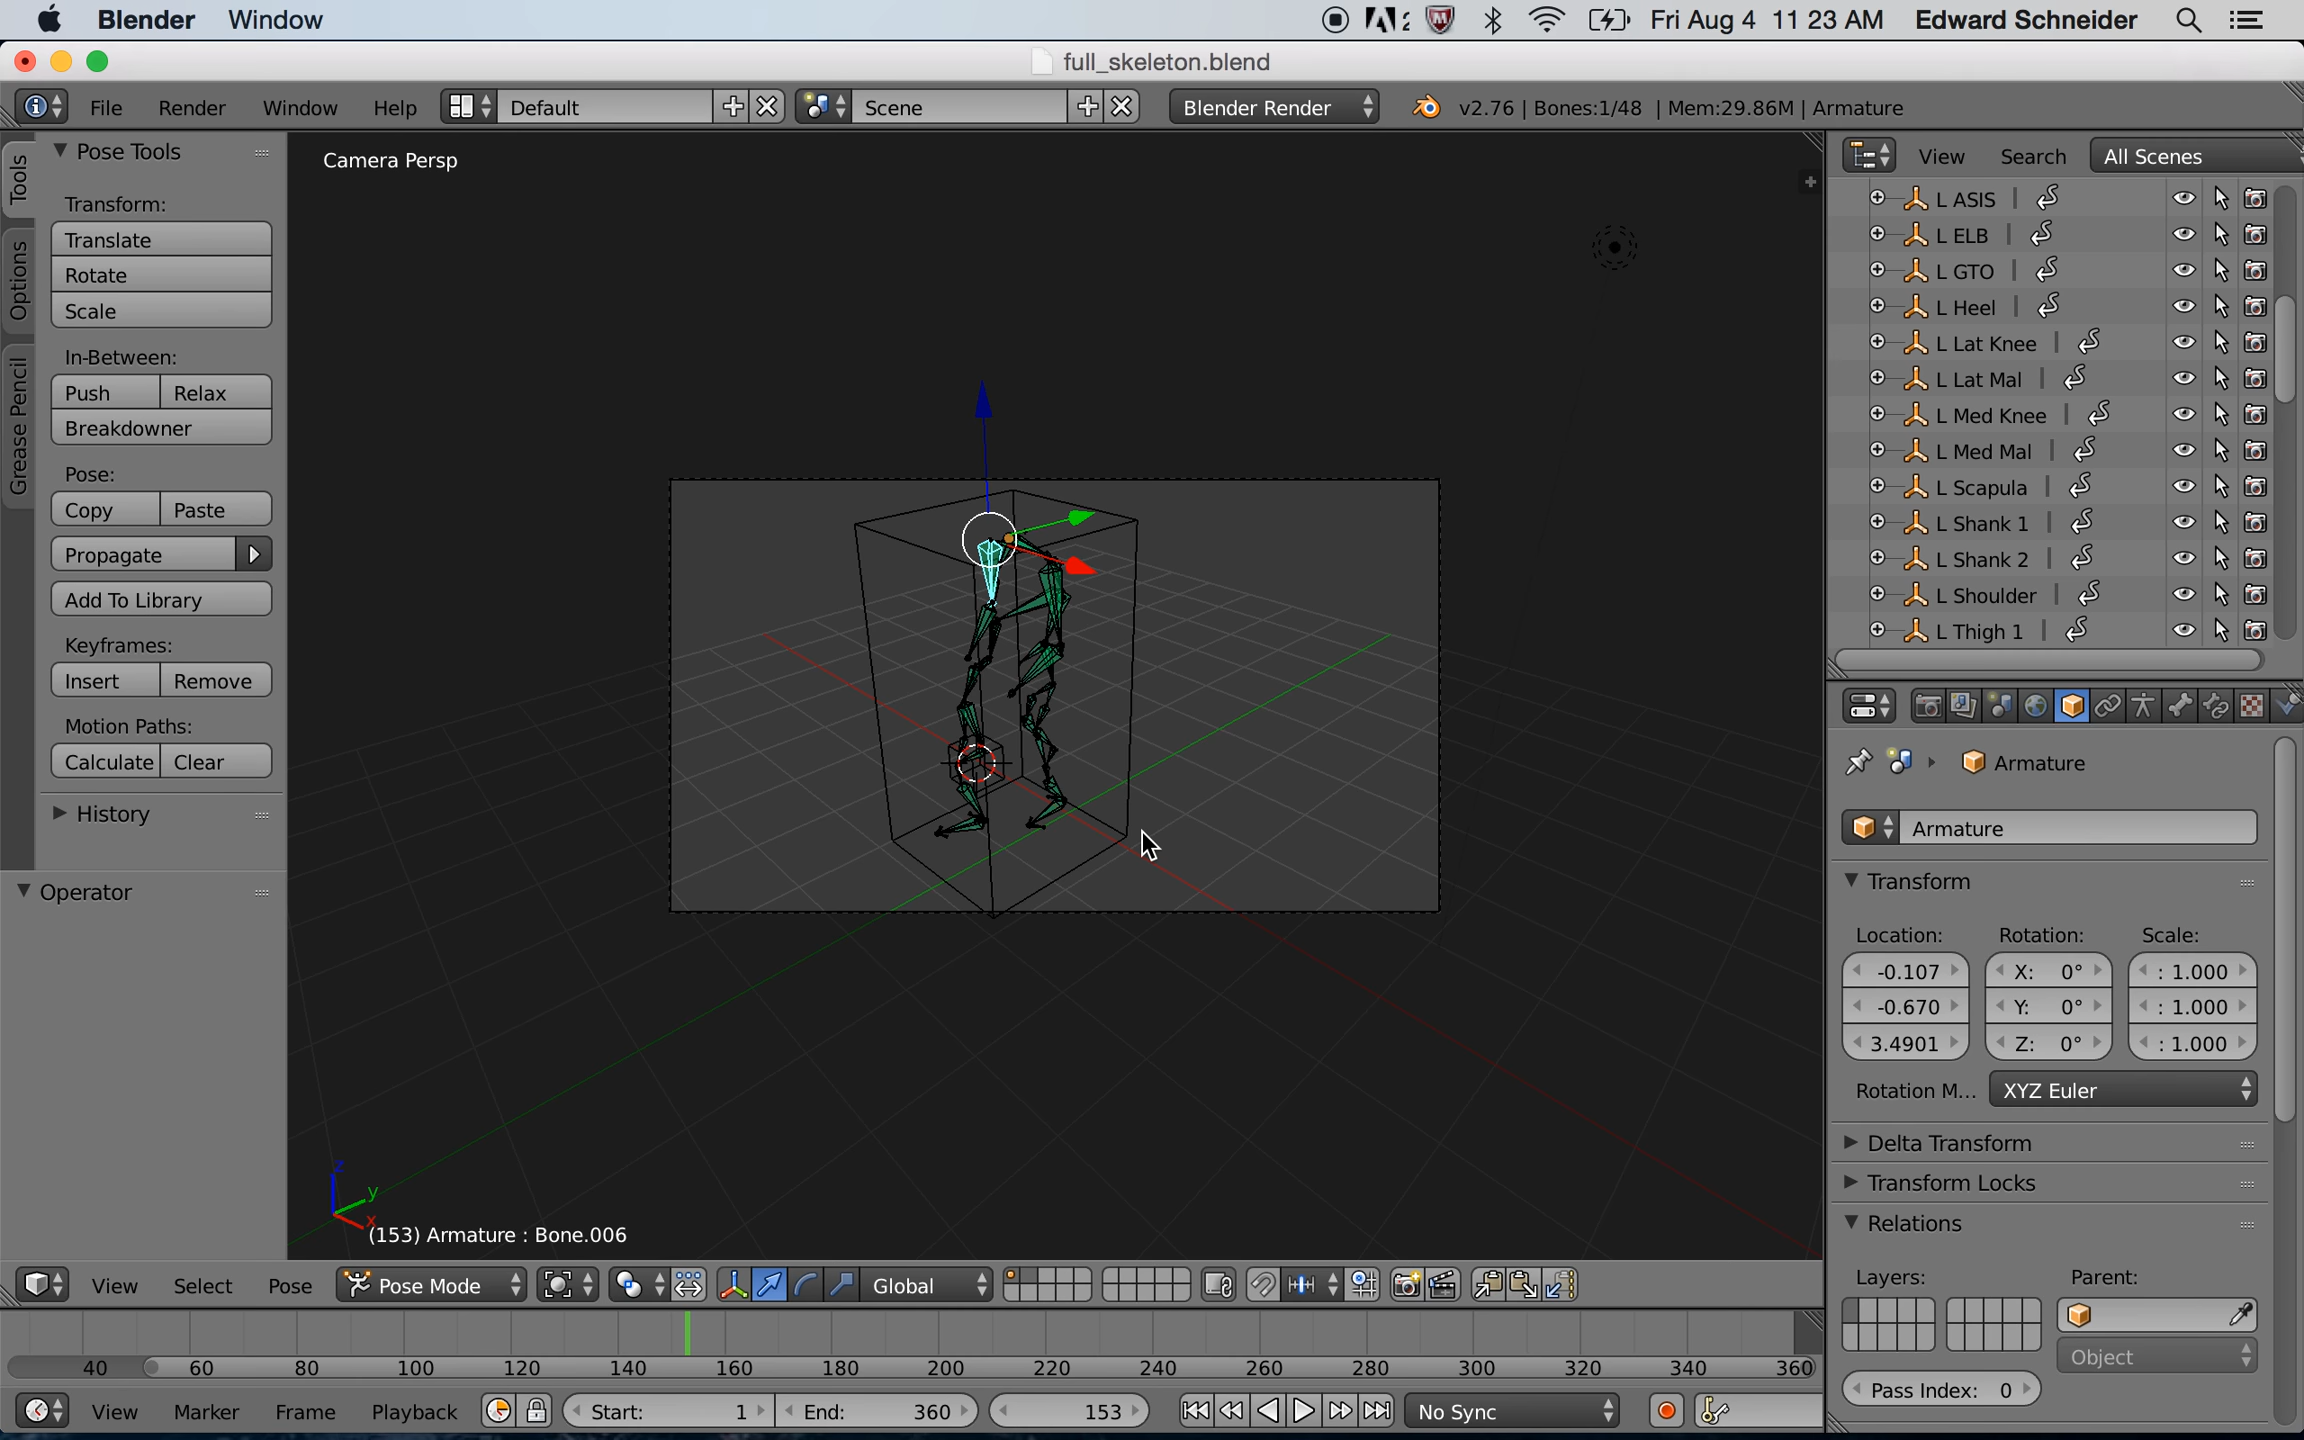 Blender Window Fri Aug 4 11 23 AM Edward Schneider
full_skeleton.blend
File Render Window Help Default Scene Blender Render v2.76 | Bones:1/48 | Mem:29.86M | Armature
Tools
Options
Grease Pencil
Pose Tools
Transform:
Translate
Rotate
Scale
In-Between:
Push Relax
Breakdowner
Pose:
Copy Paste
Propagate
Add To Library
Keyframes:
Insert Remove
Motion Paths:
Calculate Clear
History
Operator
Camera Persp
z
y
x
(153) Armature : Bone.006
View Select Pose Pose Mode Global
40 60 80 100 120 140 160 180 200 220 240 260 280 300 320 340 360
View Marker Frame Playback Start: 1 End: 360 153 No Sync
View Search All Scenes
L ASIS
L ELB
L GTO
L Heel
L Lat Knee
L Lat Mal
L Med Knee
L Med Mal
L Scapula
L Shank 1
L Shank 2
L Shoulder
L Thigh 1
Armature
Armature
Transform
Location: Rotation: Scale:
-0.107 X: 0° : 1.000
-0.670 Y: 0° : 1.000
3.4901 Z: 0° : 1.000
Rotation M... XYZ Euler
Delta Transform
Transform Locks
Relations
Layers: Parent:
Object
Pass Index: 0